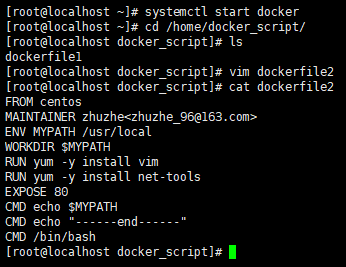 [root@localhost ~]# systemctl start docker
[root@localhost ~]# cd /home/docker_script/
[root@localhost docker_script]# ls
dockerfile1
[root@localhost docker_script]# vim dockerfile2
[root@localhost docker_script]# cat dockerfile2
FROM centos
MAINTAINER zhuzhe<zhuzhe_96@163.com>
ENV MYPATH /usr/local
WORKDIR $MYPATH
RUN yum -y install vim
RUN yum -y install net-tools
EXPOSE 80
CMD echo $MYPATH
CMD echo "------end------"
CMD /bin/bash
[root@localhost docker_script]#